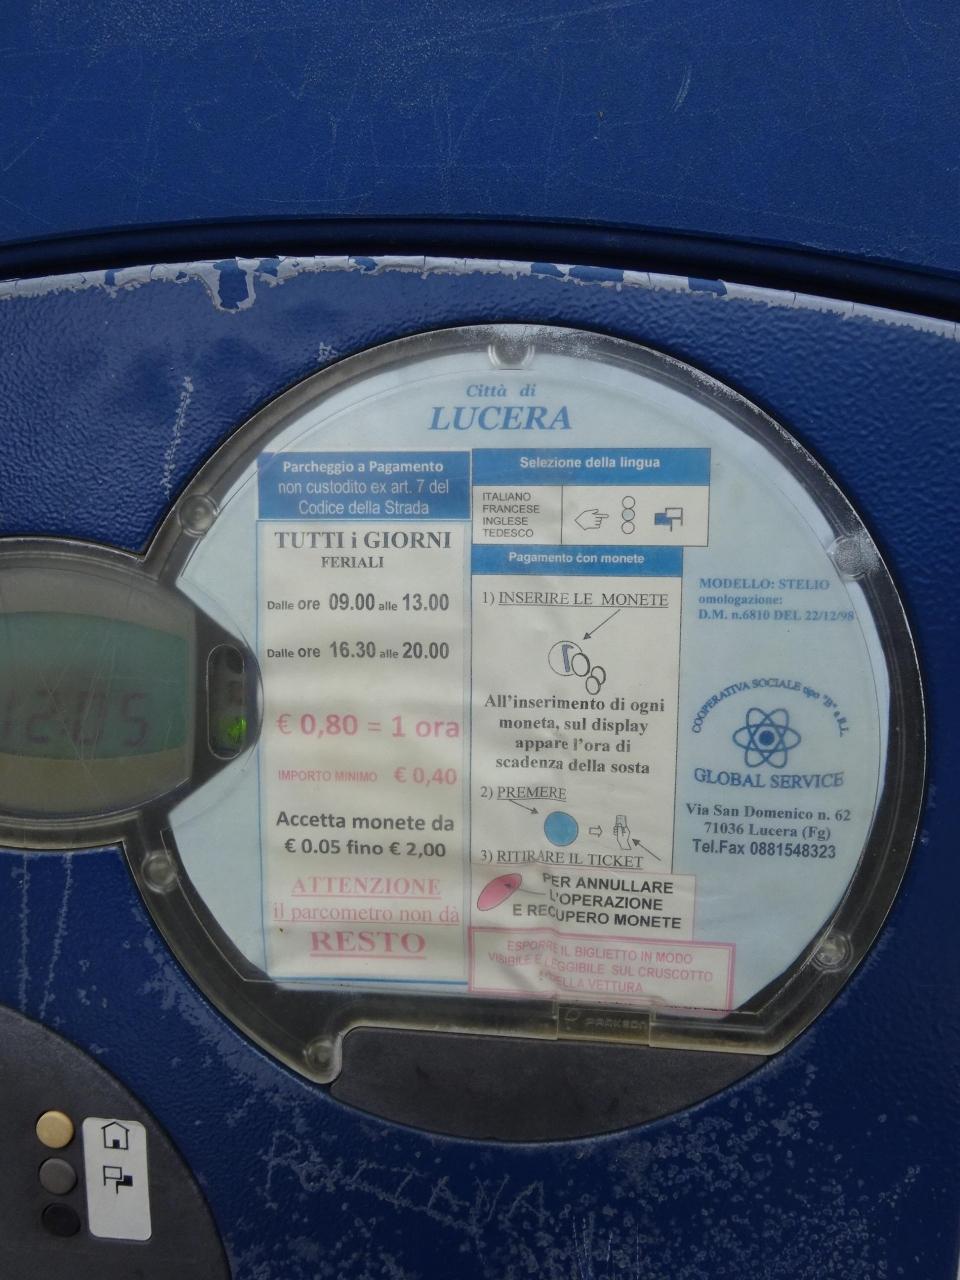 Città di
LUCERA
Parcheggio a Pagamento
non custodito ex art. 7 del
Codice della Strada
TUTTI i GIORNI
FERIALI
Dalle ore 09.00 alle 13.00
Dalle ore 16.30 alle 20.00
€ 0,80 = 1 ora
IMPORTO MINIMO € 0,40
Accetta monete da
€ 0.05 fino € 2,00
ATTENZIONE
il parcometro non dà
RESTO
Selezione della lingua
ITALIANO
FRANCESE
INGLESE
TEDESCO
Pagamento con monete
1) INSERIRE LE MONETE
All'inserimento di ogni
moneta, sul display
appare l'ora di
scadenza della sosta
2) PREMERE
3) RITIRARE IL TICKET
PER ANNULLARE
L'OPERAZIONE
E RECUPERO MONETE
ESPORRE IL BIGLIETTO IN MODO
VISIBILE E LEGGIBILE SUL CRUSCOTTO
DELLA VETTURA
MODELLO: STELIO
omologazione:
D.M. n.6810 DEL 22/12/98
COOPERATIVA SOCIALE tipo "B" a R.L.
GLOBAL SERVICE
Via San Domenico n. 62
71036 Lucera (Fg)
Tel.Fax 0881548323
12:05
PARKEON